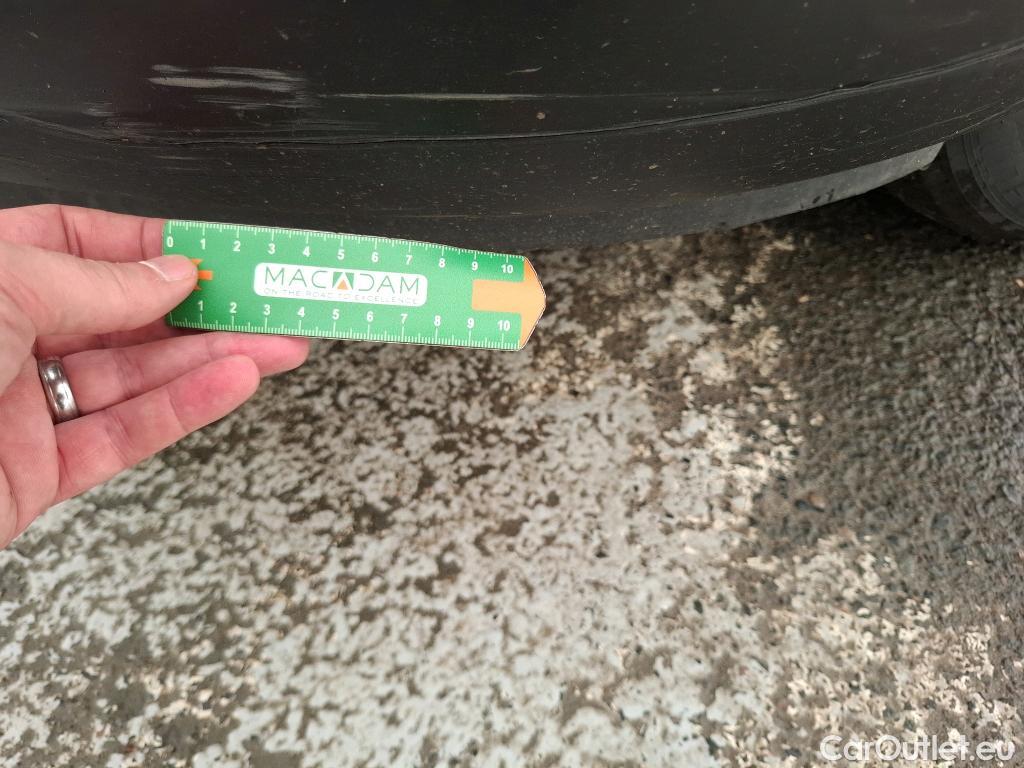 0 1 2 3 4 5 6 7 8 9 10
MACADAM
ON THE ROAD TO EXCELLENCE
1 2 3 4 5 6 7 8 9 10
CarOutlet.eu